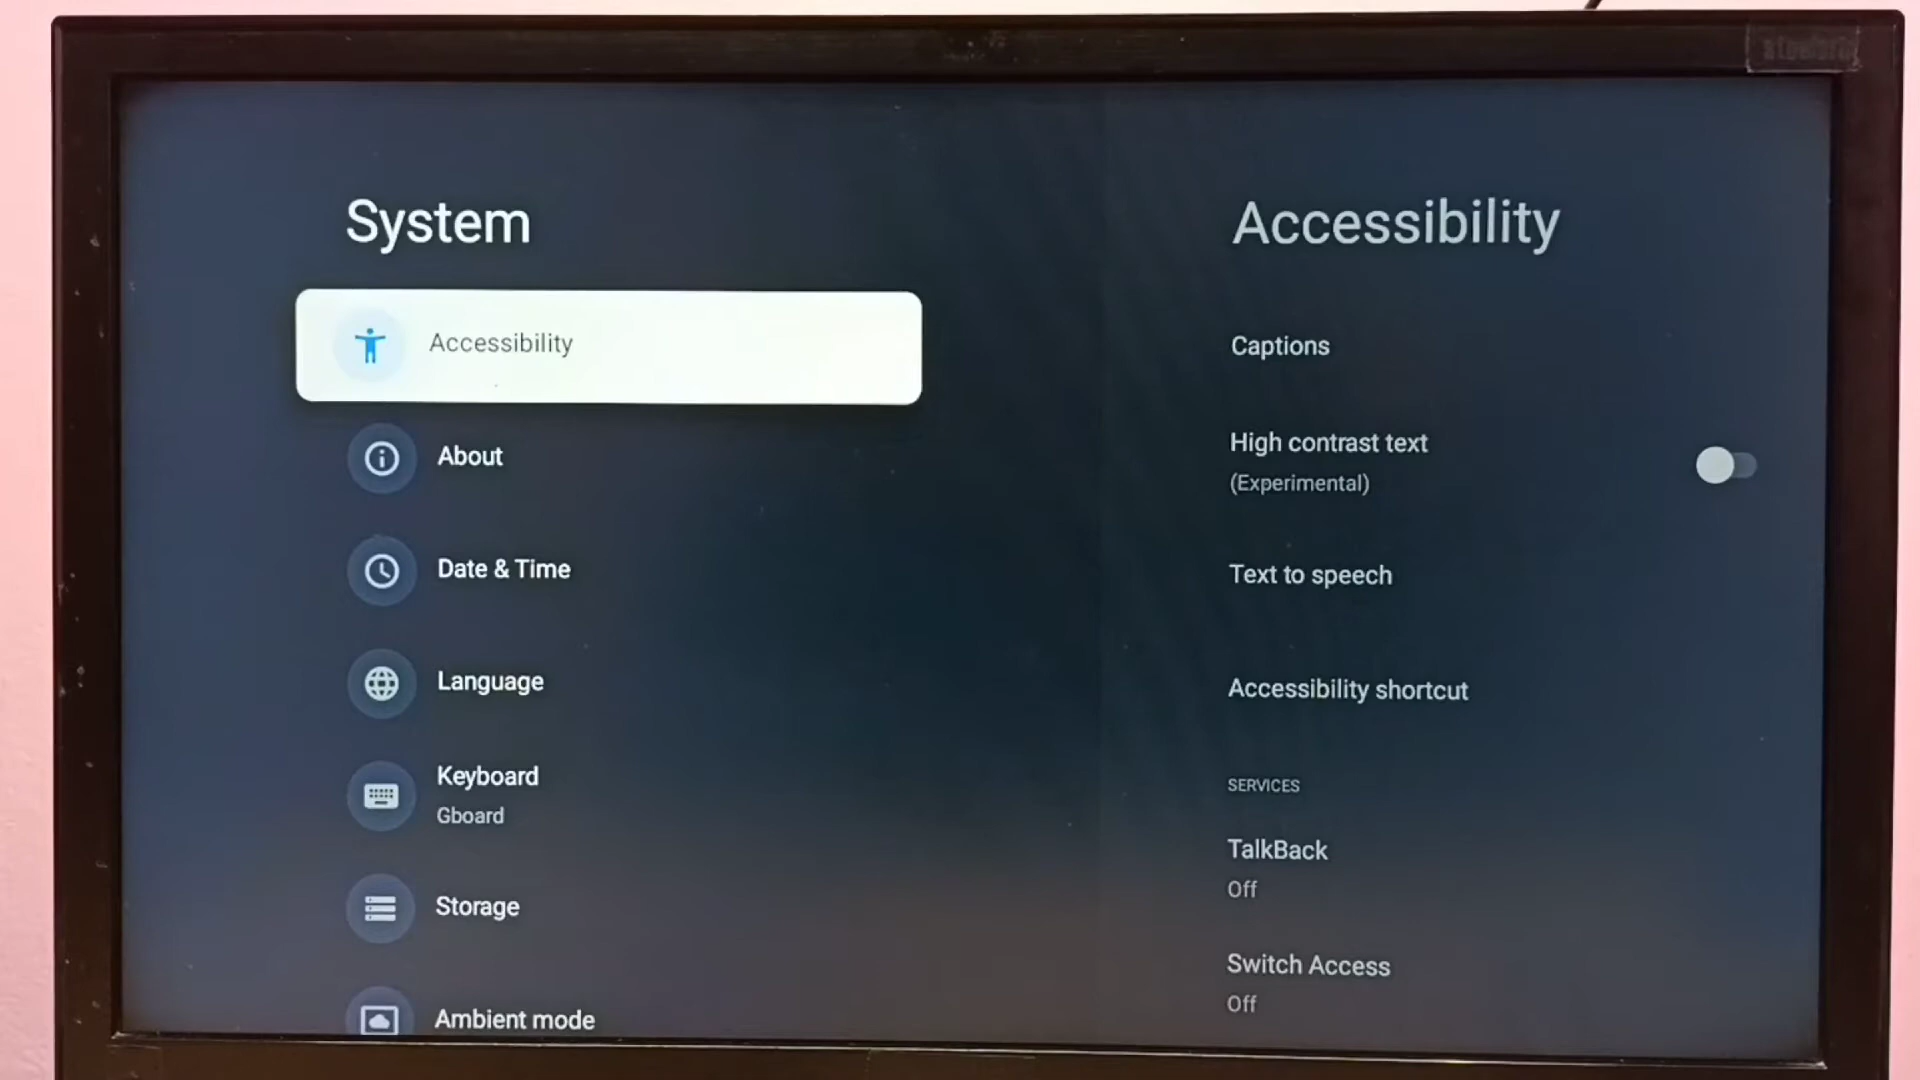 System
Accessibility
About
Date & Time
Language
Keyboard
Gboard
Storage
Ambient mode
Accessibility
Captions
High contrast text
(Experimental)
Text to speech
Accessibility shortcut
SERVICES
TalkBack
Off
Switch Access
Off